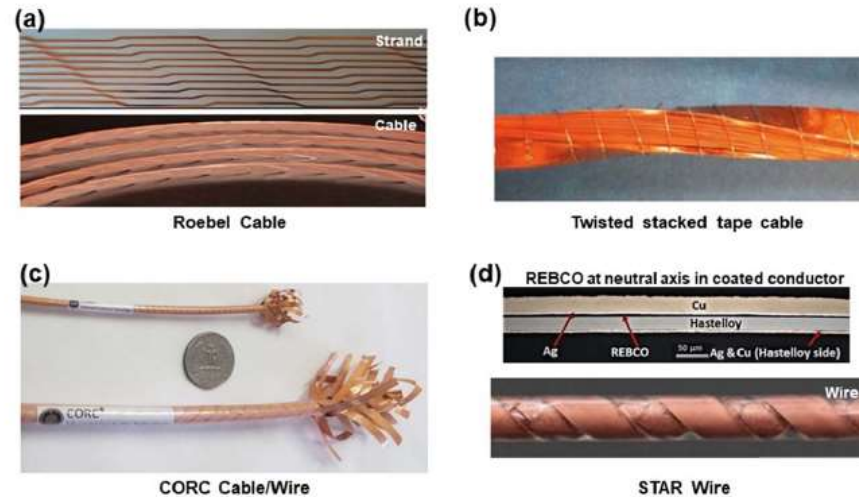 (a)
Strand
Cable
Roebel Cable
(b)
Twisted stacked tape cable
(c)
CORC®
CORC Cable/Wire
(d)
REBCO at neutral axis in coated conductor
Cu
Hastelloy
Ag
REBCO
50 µm
Ag & Cu (Hastelloy side)
Wire
STAR Wire